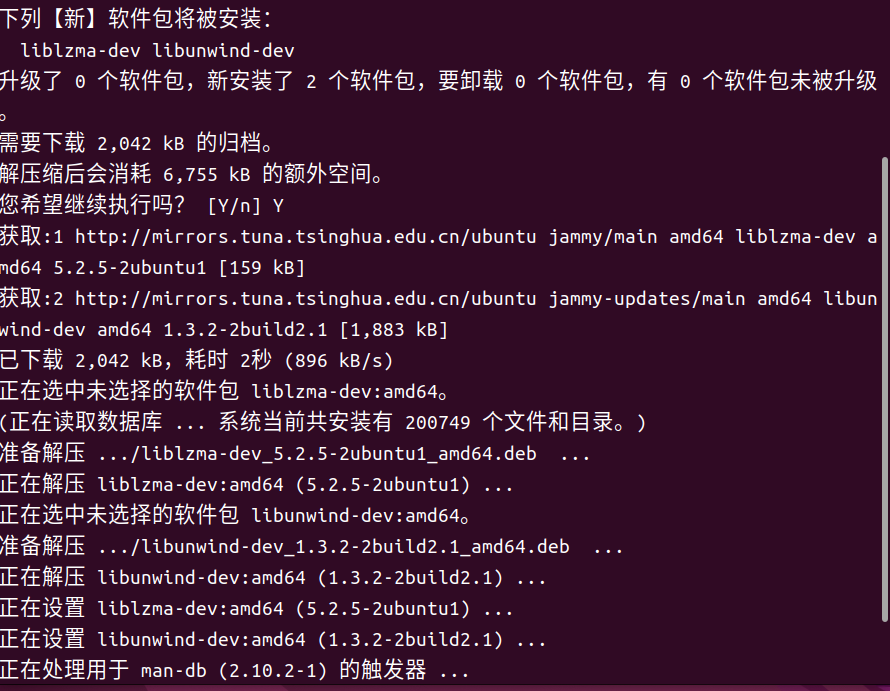 下列【新】软件包将被安装：
  liblzma-dev libunwind-dev
升级了 0 个软件包，新安装了 2 个软件包，要卸载 0 个软件包，有 0 个软件包未被升级
。
需要下载 2,042 kB 的归档。
解压缩后会消耗 6,755 kB 的额外空间。
您希望继续执行吗？ [Y/n] Y
获取:1 http://mirrors.tuna.tsinghua.edu.cn/ubuntu jammy/main amd64 liblzma-dev a
md64 5.2.5-2ubuntu1 [159 kB]
获取:2 http://mirrors.tuna.tsinghua.edu.cn/ubuntu jammy-updates/main amd64 libun
wind-dev amd64 1.3.2-2build2.1 [1,883 kB]
已下载 2,042 kB，耗时 2秒 (896 kB/s)
正在选中未选择的软件包 liblzma-dev:amd64。
(正在读取数据库 ... 系统当前共安装有 200749 个文件和目录。)
准备解压 .../liblzma-dev_5.2.5-2ubuntu1_amd64.deb  ...
正在解压 liblzma-dev:amd64 (5.2.5-2ubuntu1) ...
正在选中未选择的软件包 libunwind-dev:amd64。
准备解压 .../libunwind-dev_1.3.2-2build2.1_amd64.deb  ...
正在解压 libunwind-dev:amd64 (1.3.2-2build2.1) ...
正在设置 liblzma-dev:amd64 (5.2.5-2ubuntu1) ...
正在设置 libunwind-dev:amd64 (1.3.2-2build2.1) ...
正在处理用于 man-db (2.10.2-1) 的触发器 ...